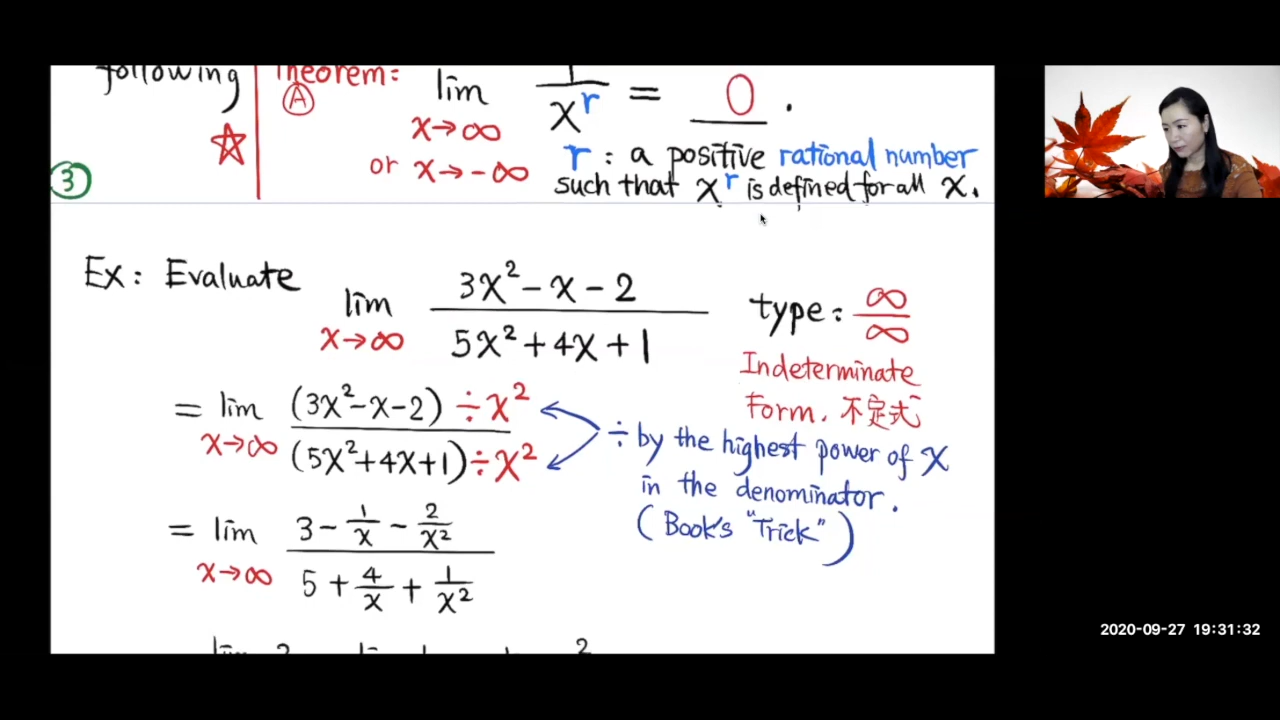 following
Theorem: lim 1/x^r = 0.
Ⓐ
x→∞
or x→-∞
③
r: a positive rational number
such that x^r is defined for all x.
Ex: Evaluate
lim (3x²-x-2)/(5x²+4x+1)
x→∞
type: ∞/∞
Indeterminate
Form. 不定式
= lim (3x²-x-2)÷x² / (5x²+4x+1)÷x²
x→∞
÷ by the highest power of x
in the denominator.
(Book's "Trick")
= lim (3 - 1/x - 2/x²)/(5 + 4/x + 1/x²)
x→∞
2020-09-27 19:31:32